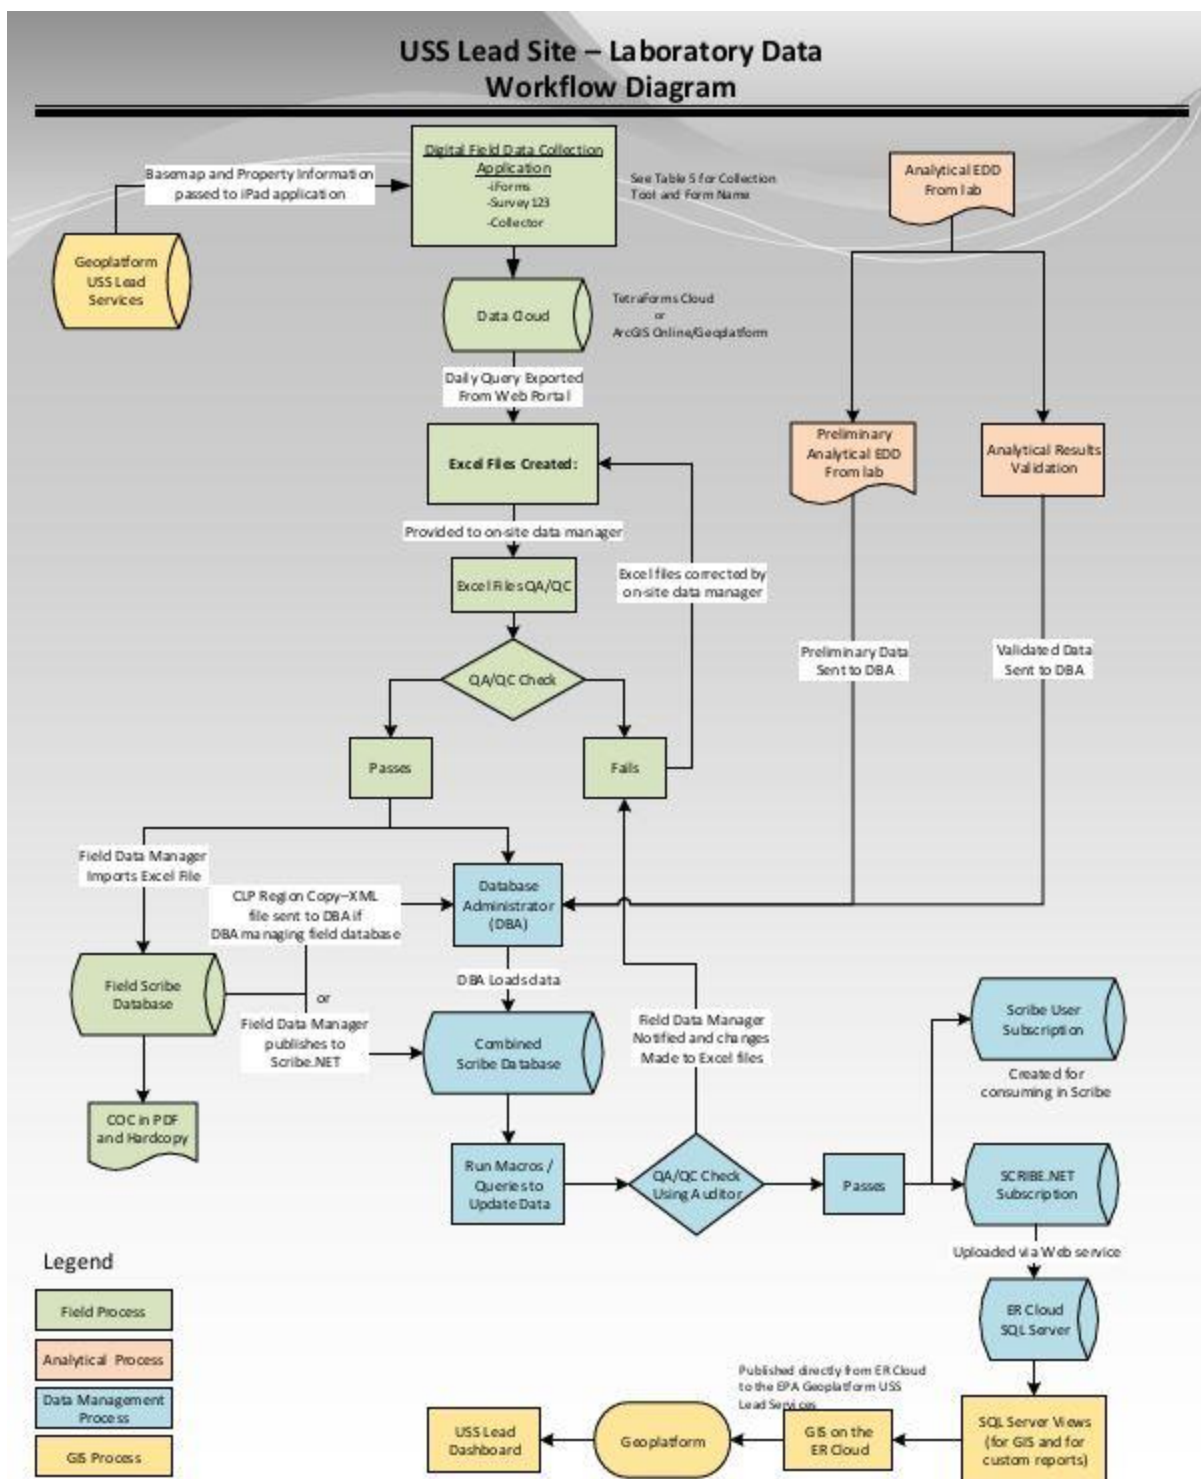 USS Lead Site – Laboratory Data
Workflow Diagram
Digital Field Data Collection
Application
-iForms
-Survey123
-Collector
See Table 5 for Collection
Tool and Form Name
Basemap and Property Information
passed to iPad application
Geoplatform
USS Lead
Services
Analytical EDD
From lab
Data Cloud
TetraForms Cloud
or
ArcGIS Online/Geoplatform
Daily Query Exported
From Web Portal
Excel Files Created:
Preliminary
Analytical EDD
From lab
Analytical Results
Validation
Provided to on-site data manager
Excel Files QA/QC
Excel files corrected by
on-site data manager
QA/QC Check
Preliminary Data
Sent to DBA
Validated Data
Sent to DBA
Passes
Fails
Field Data Manager
Imports Excel File
CLP Region Copy–XML
file sent to DBA if
DBA managing field database
Database
Administrator
(DBA)
Field Scribe
Database
or
Field Data Manager
publishes to
Scribe.NET
DBA Loads data
Combined
Scribe Database
Field Data Manager
Notified and changes
Made to Excel files
Scribe User
Subscription
Created for
consuming in Scribe
COC in PDF
and Hardcopy
Run Macros /
Queries to
Update Data
QA/QC Check
Using Auditor
Passes
SCRIBE.NET
Subscription
Uploaded via Web service
ER Cloud
SQL Server
Legend
Field Process
Analytical Process
Data Management
Process
GIS Process
Published directly from ER Cloud
to the EPA Geoplatform USS
Lead Services
USS Lead
Dashboard
Geoplatform
GIS on the
ER Cloud
SQL Server Views
(for GIS and for
custom reports)